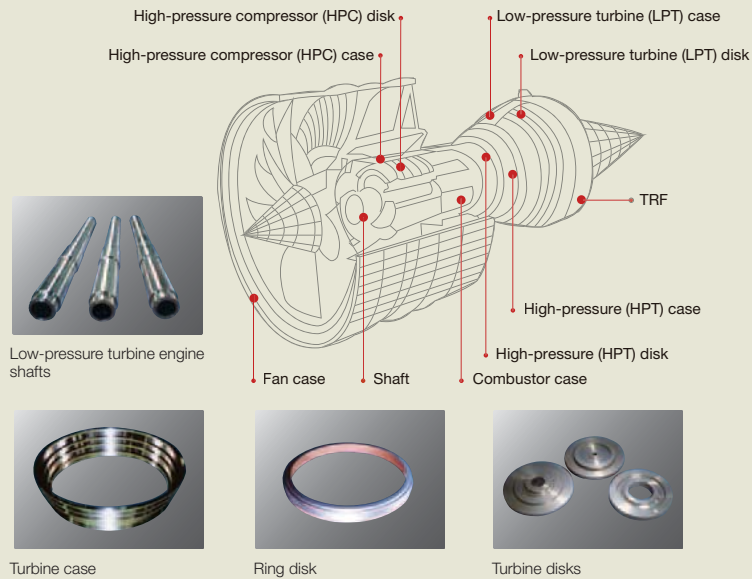 High-pressure compressor (HPC) disk
Low-pressure turbine (LPT) case
High-pressure compressor (HPC) case
Low-pressure turbine (LPT) disk
TRF
High-pressure (HPT) case
Low-pressure turbine engine
shafts
High-pressure (HPT) disk
Fan case
Shaft
Combustor case
Turbine case
Ring disk
Turbine disks